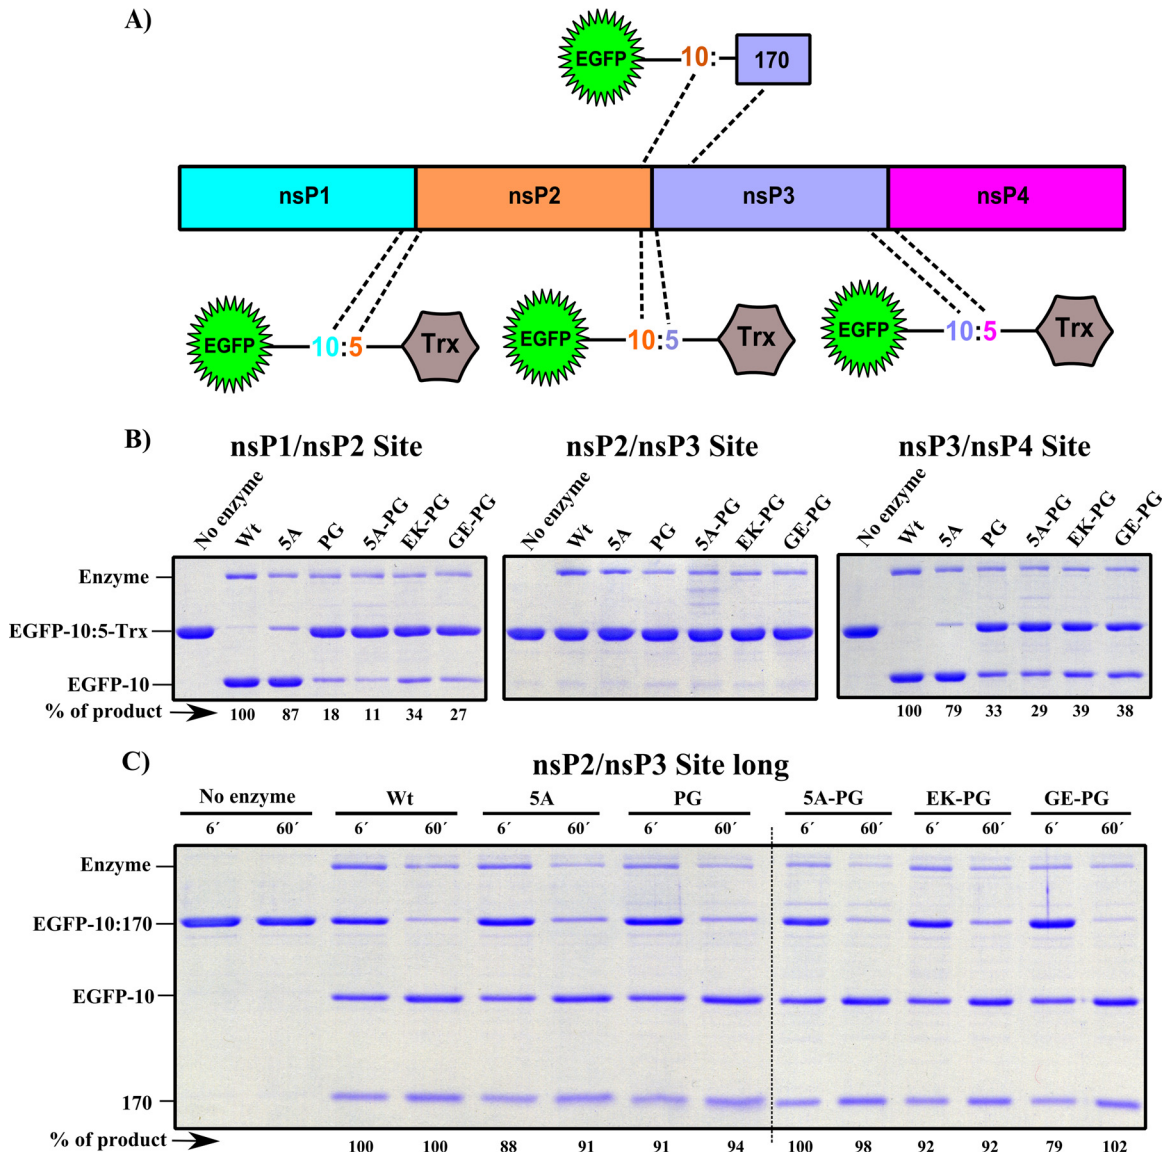 A)
EGFP 10: 170
nsP1 nsP2 nsP3 nsP4
EGFP 10:5 Trx EGFP 10:5 Trx EGFP 10:5 Trx
B)
nsP1/nsP2 Site nsP2/nsP3 Site nsP3/nsP4 Site
No enzyme Wt 5A PG 5A-PG EK-PG GE-PG No enzyme Wt 5A PG 5A-PG EK-PG GE-PG No enzyme Wt 5A PG 5A-PG EK-PG GE-PG
Enzyme
EGFP-10:5-Trx
EGFP-10
% of product 100 87 18 11 34 27 100 79 33 29 39 38
C)
nsP2/nsP3 Site long
No enzyme Wt 5A PG 5A-PG EK-PG GE-PG
6´ 60´ 6´ 60´ 6´ 60´ 6´ 60´ 6´ 60´ 6´ 60´ 6´ 60´
Enzyme
EGFP-10:170
EGFP-10
170
% of product 100 100 88 91 91 94 100 98 92 92 79 102